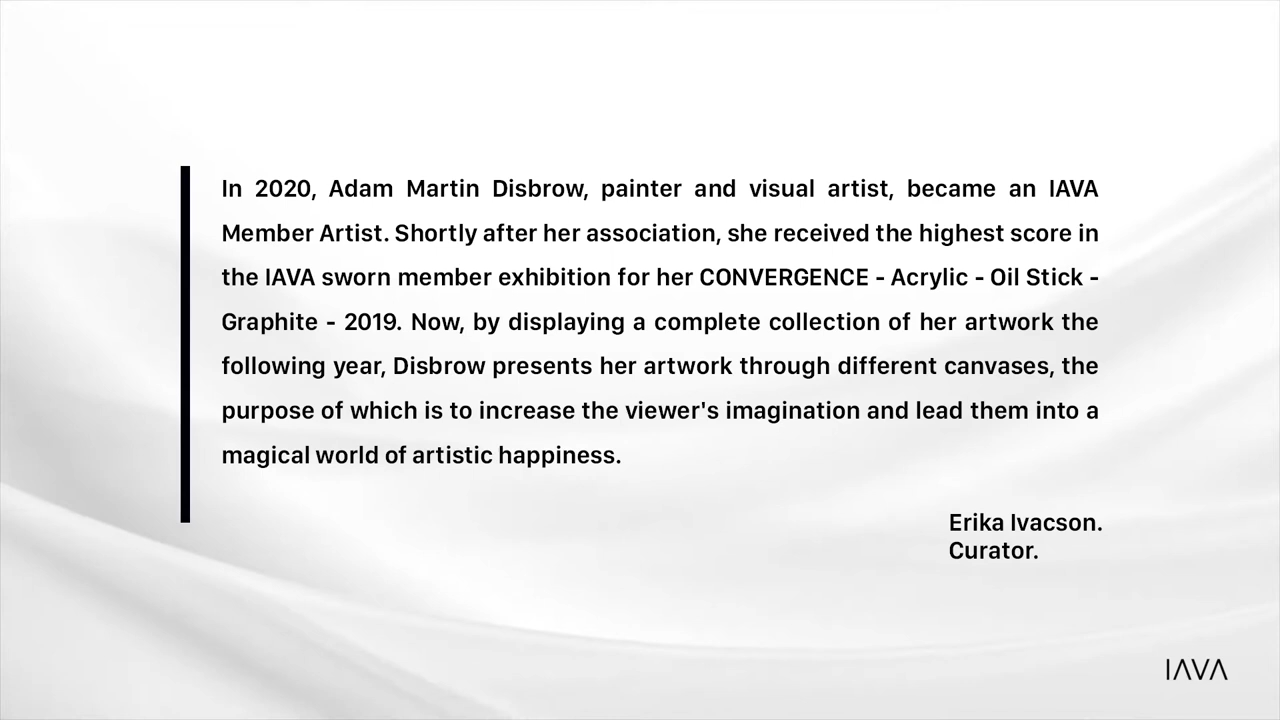 In 2020, Adam Martin Disbrow, painter and visual artist, became an IAVA
Member Artist. Shortly after her association, she received the highest score in
the IAVA sworn member exhibition for her CONVERGENCE - Acrylic - Oil Stick -
Graphite - 2019. Now, by displaying a complete collection of her artwork the
following year, Disbrow presents her artwork through different canvases, the
purpose of which is to increase the viewer's imagination and lead them into a
magical world of artistic happiness.
Erika Ivacson.
Curator.
IAVA